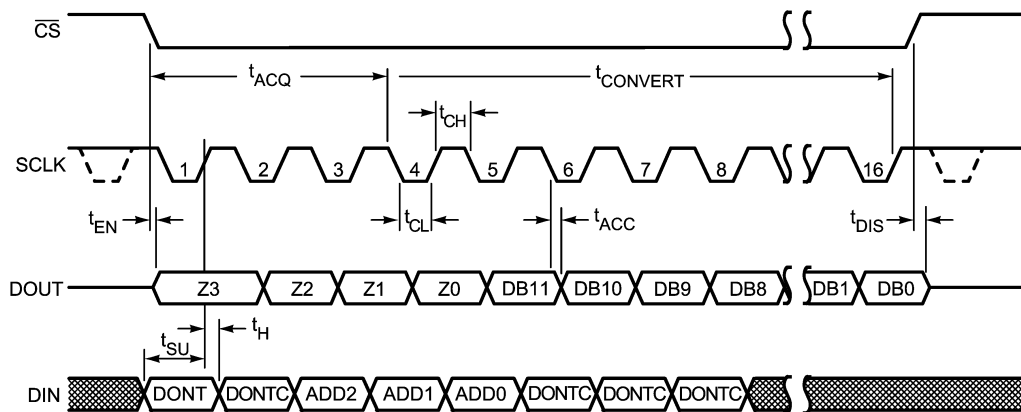 CS
tACQ
tCONVERT
tCH
SCLK 1 2 3 4 5 6 7 8 16
tEN
tCL
tACC
tDIS
DOUT Z3 Z2 Z1 Z0 DB11 DB10 DB9 DB8 DB1 DB0
tSU
tH
DIN DONT DONTC ADD2 ADD1 ADD0 DONTC DONTC DONTC